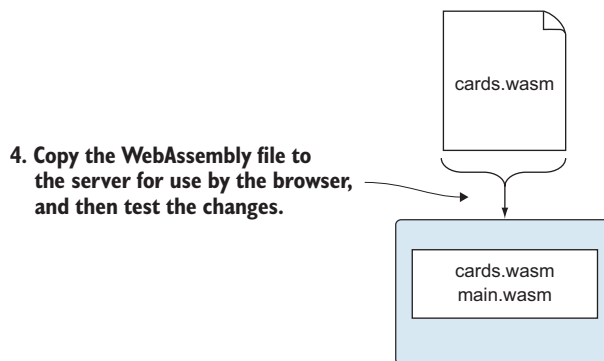 cards.wasm
4. Copy the WebAssembly file to
the server for use by the browser,
and then test the changes.
cards.wasm
main.wasm